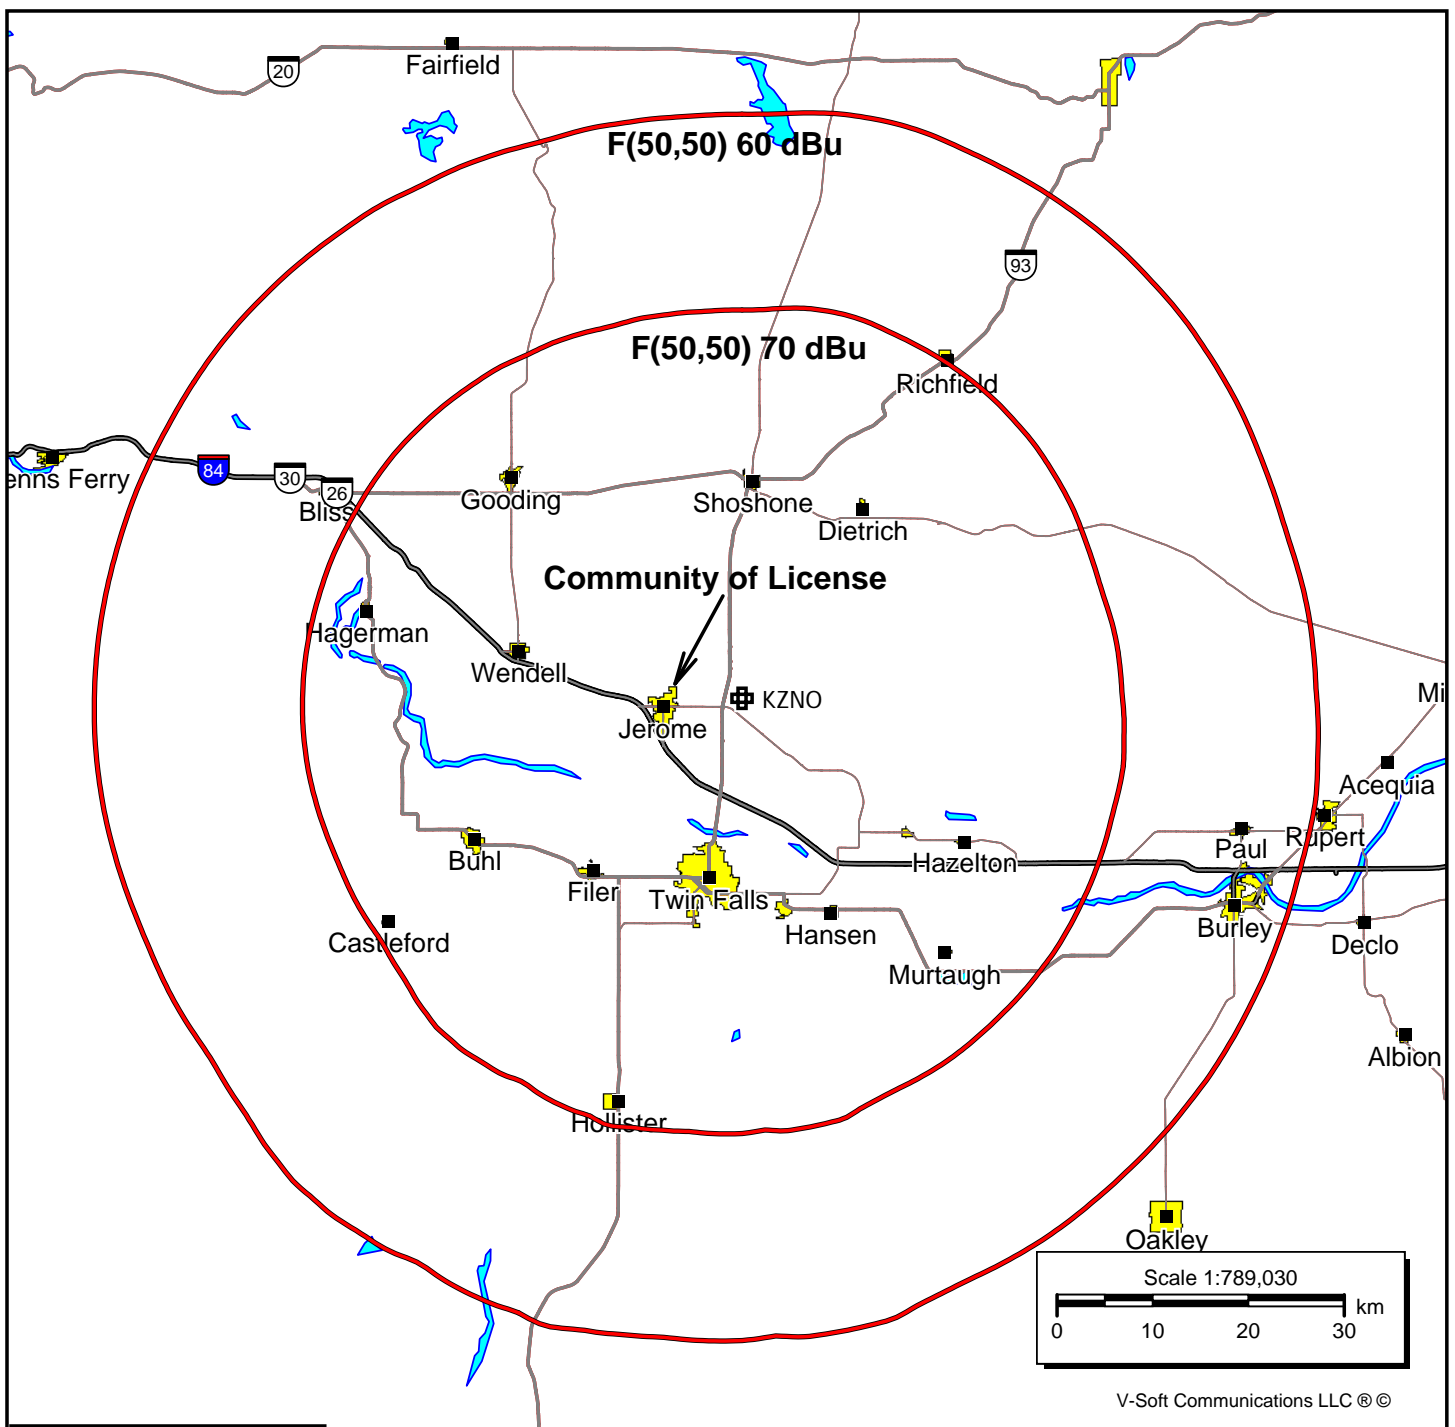 Fairfield
20
F(50,50) 60 dBu
93
F(50,50) 70 dBu
Richfield
84
30
26
enns Ferry
Bliss
Gooding
Shoshone
Dietrich
Community of License
Hagerman
Wendell
KZNO
Mi
Jerome
Acequia
Rupert
Paul
Buhl
Hazelton
Filer
Twin Falls
Castleford
Hansen
Burley
Declo
Murtaugh
Albion
Hollister
Oakley
Scale 1:789,030
km
0 10 20 30
V-Soft Communications LLC ® ©